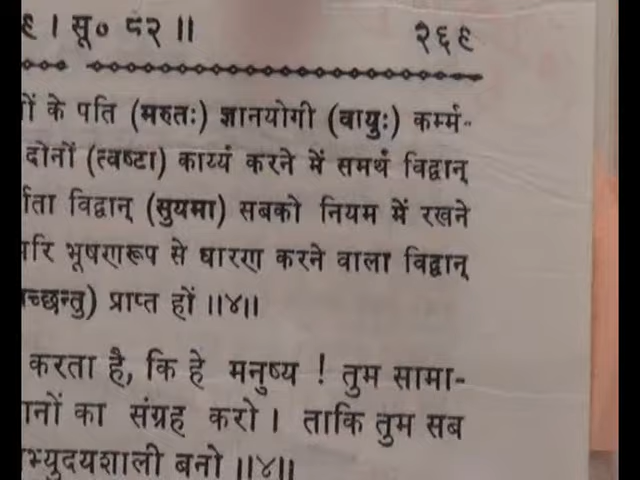 ९ । सू० ८२ ॥ २६९
ों के पति (मरुतः) ज्ञानयोगी (वायुः) कर्म्म-
दोनों (त्वष्टा) कार्य्य करने में समर्थ विद्वान्
ता विद्वान् (सुयमा) सबको नियम में रखने
रि भूषणरूप से धारण करने वाला विद्वान्
च्छन्तु) प्राप्त हों ॥४॥
करता है, कि हे मनुष्य ! तुम सामा-
नों का संग्रह करो । ताकि तुम सब
भ्युदयशाली बनो ॥४॥